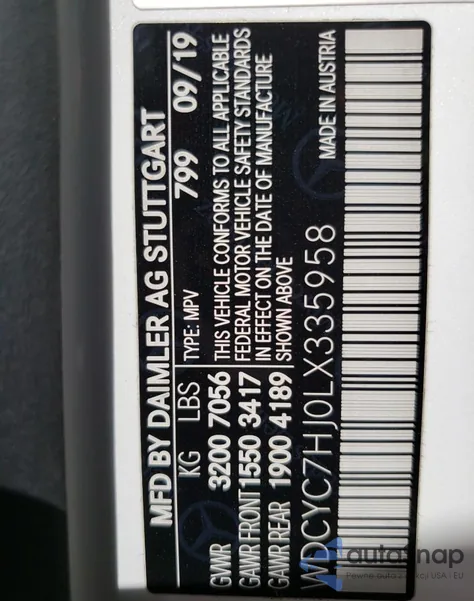 MFD BY DAIMLER AG STUTTGART
KG LBS TYPE: MPV 799 09/19
GVWR 3200 7056 THIS VEHICLE CONFORMS TO ALL APPLICABLE
GAWR FRONT 1550 3417 FEDERAL MOTOR VEHICLE SAFETY STANDARDS
GAWR REAR 1900 4189 IN EFFECT ON THE DATE OF MANUFACTURE
SHOWN ABOVE
WDCYC7HJ0LX335958 MADE IN AUSTRIA
autosnap